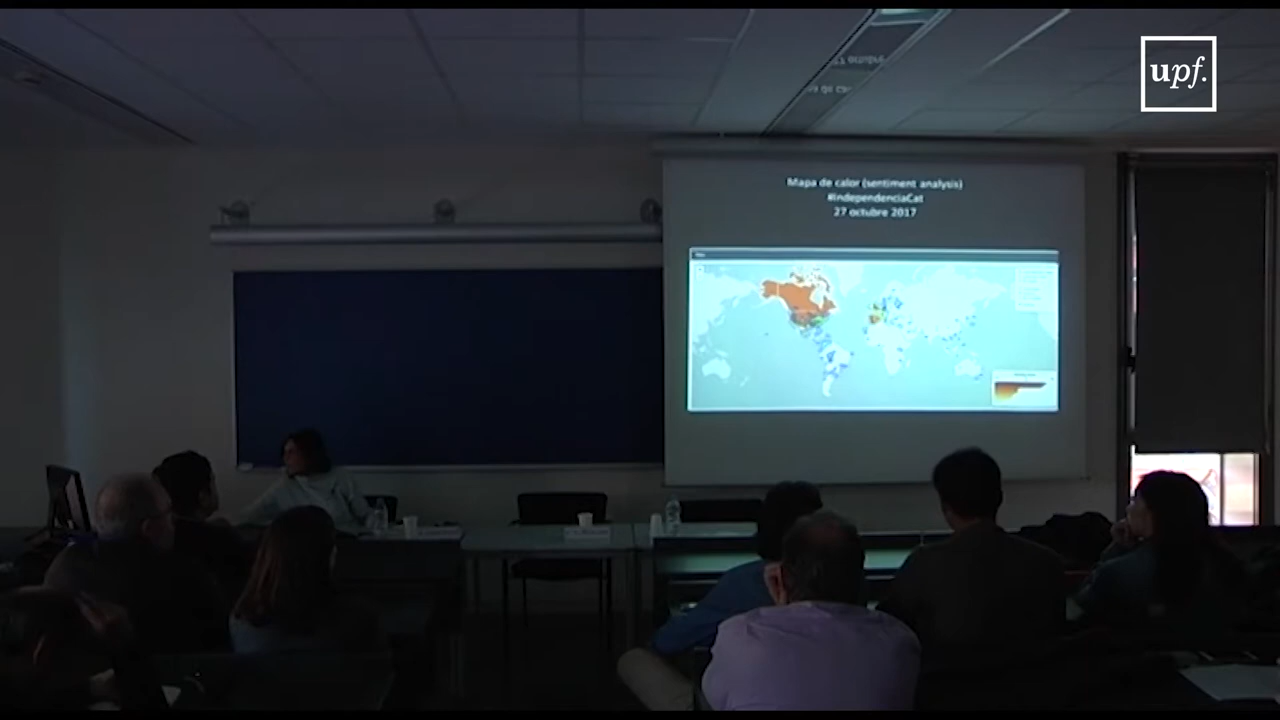 upf.
Mapa de calor (sentiment analysis)
#IndependenciaCat
27 octubre 2017